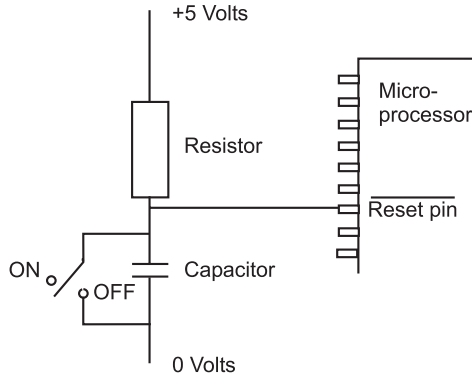 +5 Volts
Micro-
processor
Resistor
Reset pin
Capacitor
ON
OFF
0 Volts